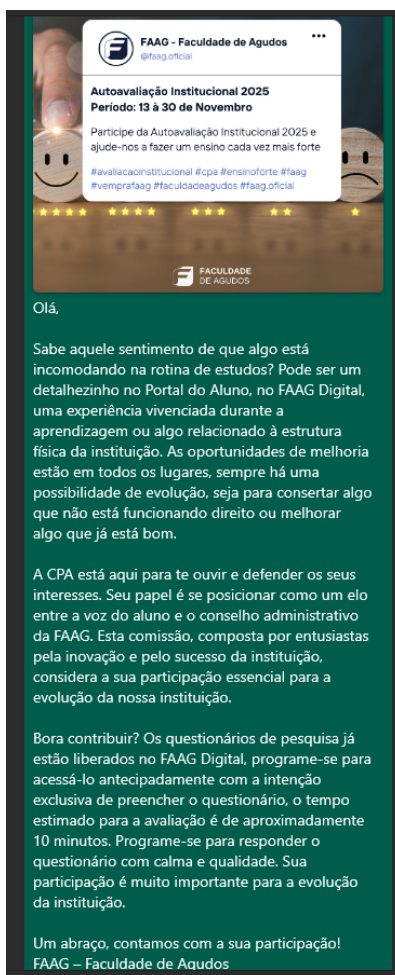 FAAG - Faculdade de Agudos
@faag.oficial
Autoavaliação Institucional 2025
Período: 13 à 30 de Novembro
Participe da Autoavaliação Institucional 2025 e
ajude-nos a fazer um ensino cada vez mais forte
#avaliacaoinstitucional #cpa #ensinoforte #faag
#vemprafaag #faculdadeagudos #faag.oficial
FACULDADE
DE AGUDOS
Olá,
Sabe aquele sentimento de que algo está
incomodando na rotina de estudos? Pode ser um
detalhezinho no Portal do Aluno, no FAAG Digital,
uma experiência vivenciada durante a
aprendizagem ou algo relacionado à estrutura
física da instituição. As oportunidades de melhoria
estão em todos os lugares, sempre há uma
possibilidade de evolução, seja para consertar algo
que não está funcionando direito ou melhorar
algo que já está bom.
A CPA está aqui para te ouvir e defender os seus
interesses. Seu papel é se posicionar como um elo
entre a voz do aluno e o conselho administrativo
da FAAG. Esta comissão, composta por entusiastas
pela inovação e pelo sucesso da instituição,
considera a sua participação essencial para a
evolução da nossa instituição.
Bora contribuir? Os questionários de pesquisa já
estão liberados no FAAG Digital, programe-se para
acessá-lo antecipadamente com a intenção
exclusiva de preencher o questionário, o tempo
estimado para a avaliação é de aproximadamente
10 minutos. Programe-se para responder o
questionário com calma e qualidade. Sua
participação é muito importante para a evolução
da instituição.
Um abraço, contamos com a sua participação!
FAAG – Faculdade de Agudos